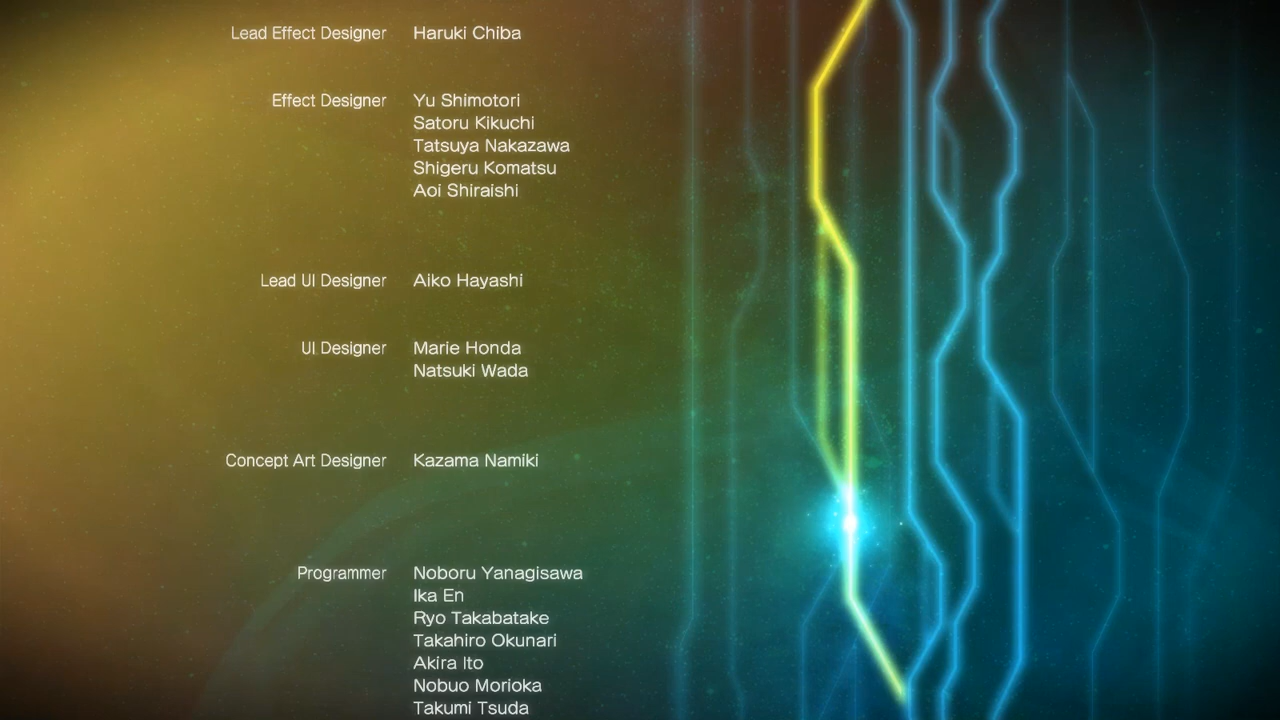 Lead Effect Designer Haruki Chiba
Effect Designer Yu Shimotori
Satoru Kikuchi
Tatsuya Nakazawa
Shigeru Komatsu
Aoi Shiraishi
Lead UI Designer Aiko Hayashi
UI Designer Marie Honda
Natsuki Wada
Concept Art Designer Kazama Namiki
Programmer Noboru Yanagisawa
Ika En
Ryo Takabatake
Takahiro Okunari
Akira Ito
Nobuo Morioka
Takumi Tsuda